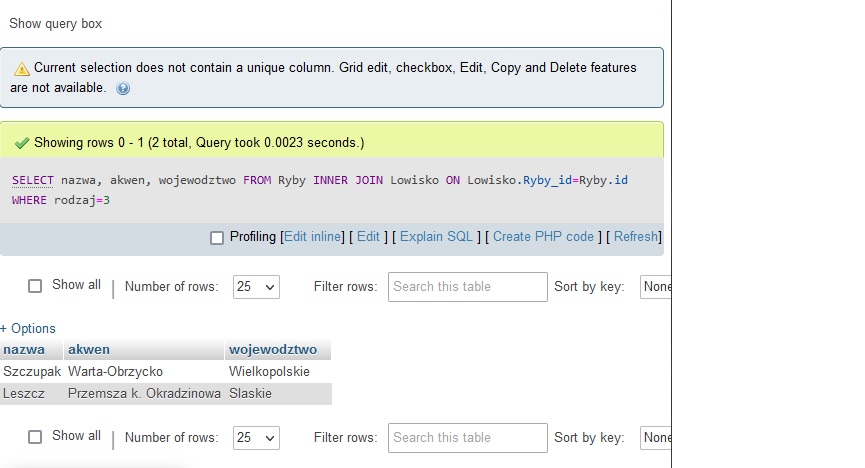 Show query box
Current selection does not contain a unique column. Grid edit, checkbox, Edit, Copy and Delete features
are not available.
Showing rows 0 - 1 (2 total, Query took 0.0023 seconds.)
SELECT nazwa, akwen, wojewodztwo FROM Ryby INNER JOIN Lowisko ON Lowisko.Ryby_id=Ryby.id
WHERE rodzaj=3
Profiling [Edit inline] [ Edit ] [ Explain SQL ] [ Create PHP code ] [ Refresh]
Show all | Number of rows: 25 Filter rows: Search this table Sort by key: None
+ Options
nazwa akwen wojewodztwo
Szczupak Warta-Obrzycko Wielkopolskie
Leszcz Przemsza k. Okradzinowa Slaskie
Show all | Number of rows: 25 Filter rows: Search this table Sort by key: None